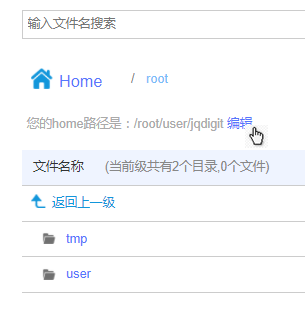 输入文件名搜索
Home / root
您的home路径是：/root/user/jqdigit 编辑
文件名称 (当前级共有2个目录,0个文件)
返回上一级
tmp
user